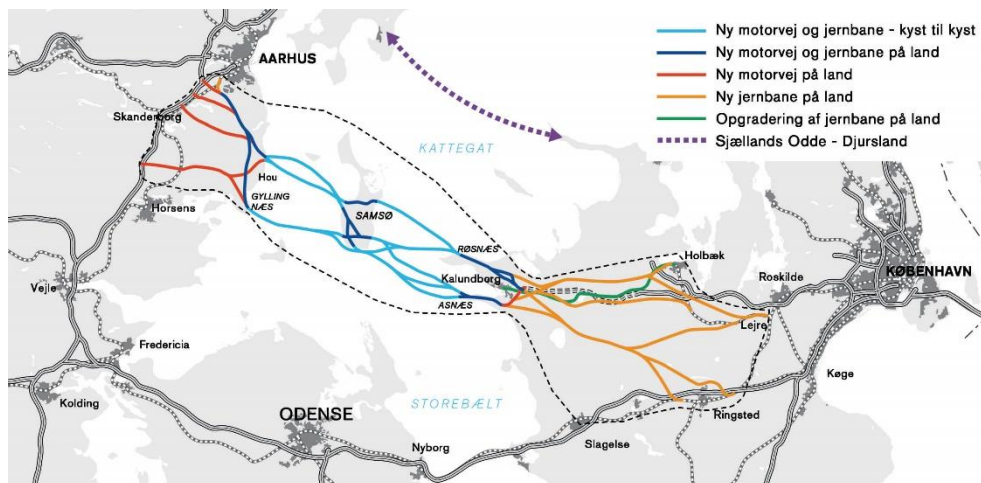 AARHUS
Skanderborg
KATTEGAT
Hou
GYLLING
NÆS
Horsens
SAMSØ
RØSNÆS
Kalundborg
ASNÆS
Holbæk
Roskilde
KØBENHAVN
Lejre
Vejle
Fredericia
Kolding
ODENSE
Nyborg
STOREBÆLT
Slagelse
Ringsted
Køge
Ny motorvej og jernbane - kyst til kyst
Ny motorvej og jernbane på land
Ny motorvej på land
Ny jernbane på land
Opgradering af jernbane på land
Sjællands Odde - Djursland